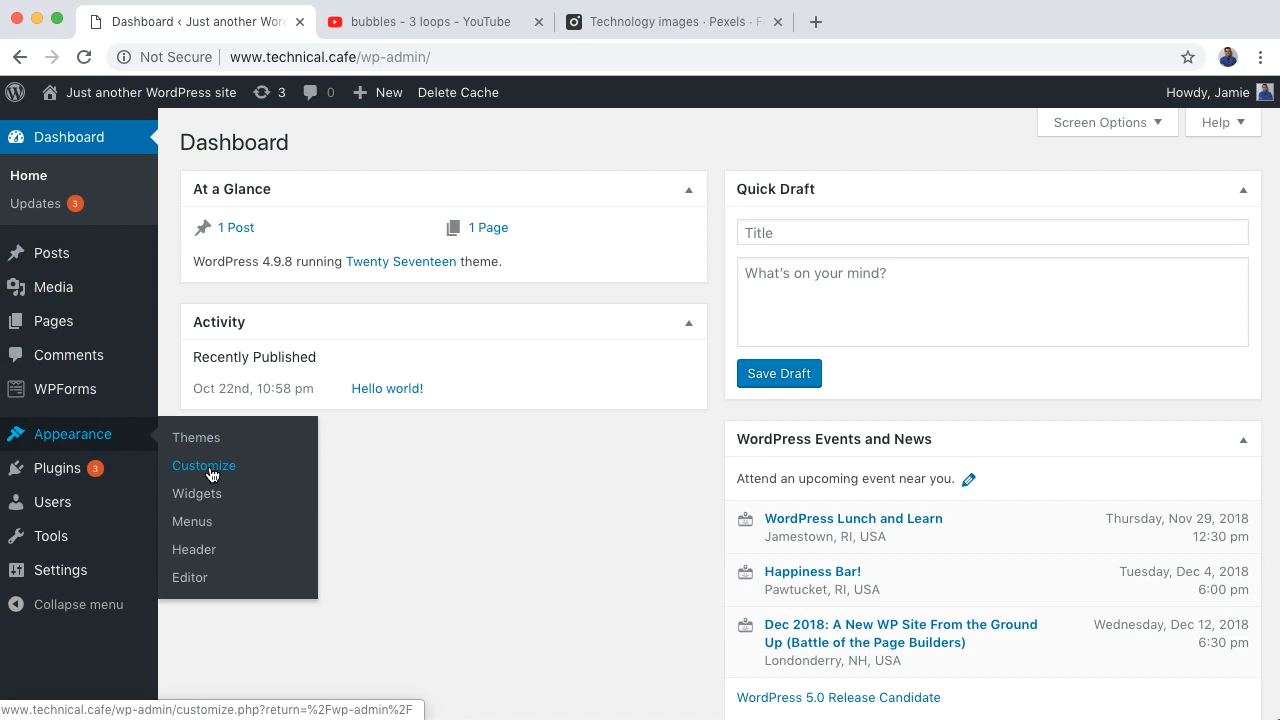 Dashboard ‹ Just another Wor
bubbles - 3 loops - YouTube
Technology images · Pexels · F
Not Secure
www.technical.cafe/wp-admin/
Just another WordPress site
3
0
New
Delete Cache
Howdy, Jamie
Dashboard
Home
Updates 3
Posts
Media
Pages
Comments
WPForms
Appearance
Plugins 3
Users
Tools
Settings
Collapse menu
Themes
Customize
Widgets
Menus
Header
Editor
Screen Options
Help
Dashboard
At a Glance
1 Post
1 Page
WordPress 4.9.8 running Twenty Seventeen theme.
Activity
Recently Published
Oct 22nd, 10:58 pm
Hello world!
Quick Draft
Title
What's on your mind?
Save Draft
WordPress Events and News
Attend an upcoming event near you.
WordPress Lunch and Learn
Jamestown, RI, USA
Thursday, Nov 29, 2018
12:30 pm
Happiness Bar!
Pawtucket, RI, USA
Tuesday, Dec 4, 2018
6:00 pm
Dec 2018: A New WP Site From the Ground
Up (Battle of the Page Builders)
Londonderry, NH, USA
Wednesday, Dec 12, 2018
6:30 pm
WordPress 5.0 Release Candidate
www.technical.cafe/wp-admin/customize.php?return=%2Fwp-admin%2F